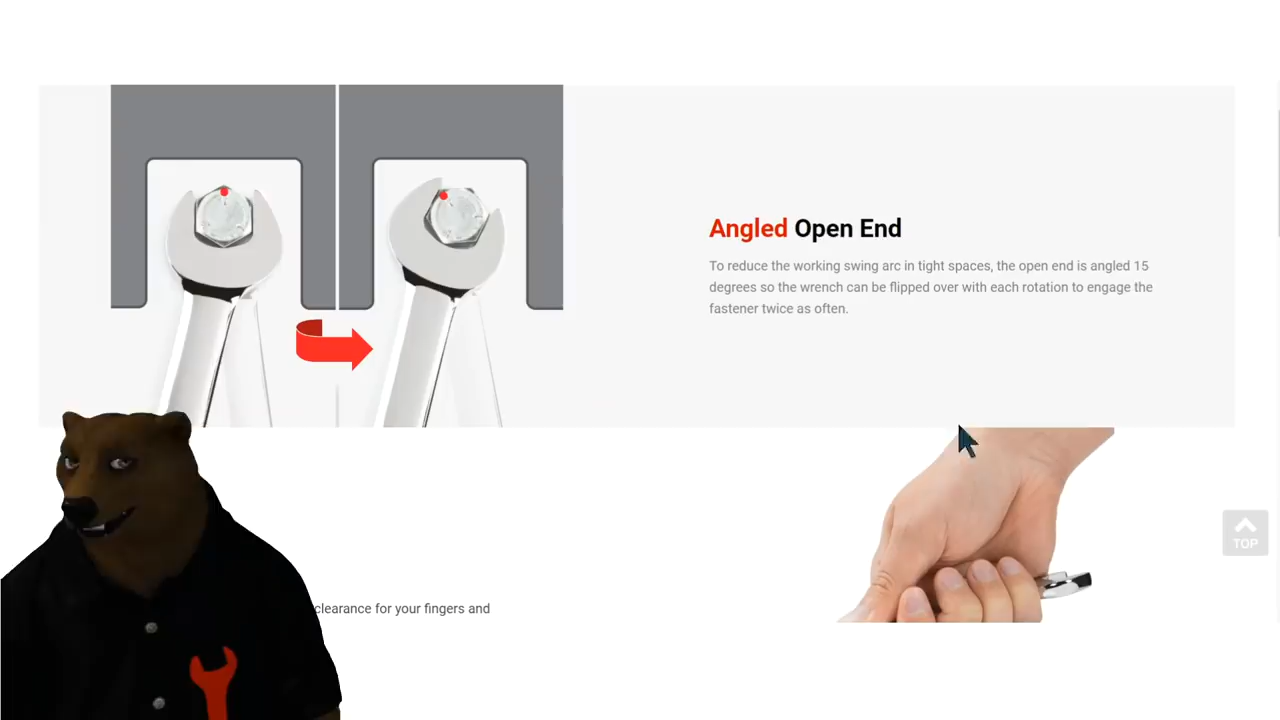 Angled Open End
To reduce the working swing arc in tight spaces, the open end is angled 15
degrees so the wrench can be flipped over with each rotation to engage the
fastener twice as often.
TOP
clearance for your fingers and